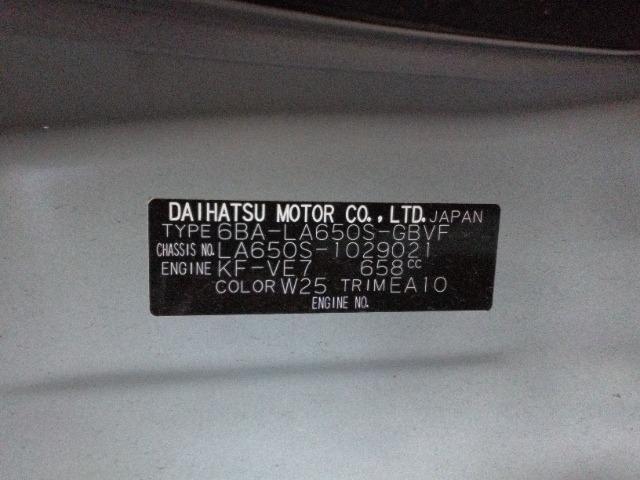 DAIHATSU MOTOR CO., LTD. JAPAN
TYPE 6BA-LA650S-GBVF
CHASSIS NO. LA650S-1029021
ENGINE KF-VE7 658cc
COLOR W25 TRIM EA10
ENGINE NO.